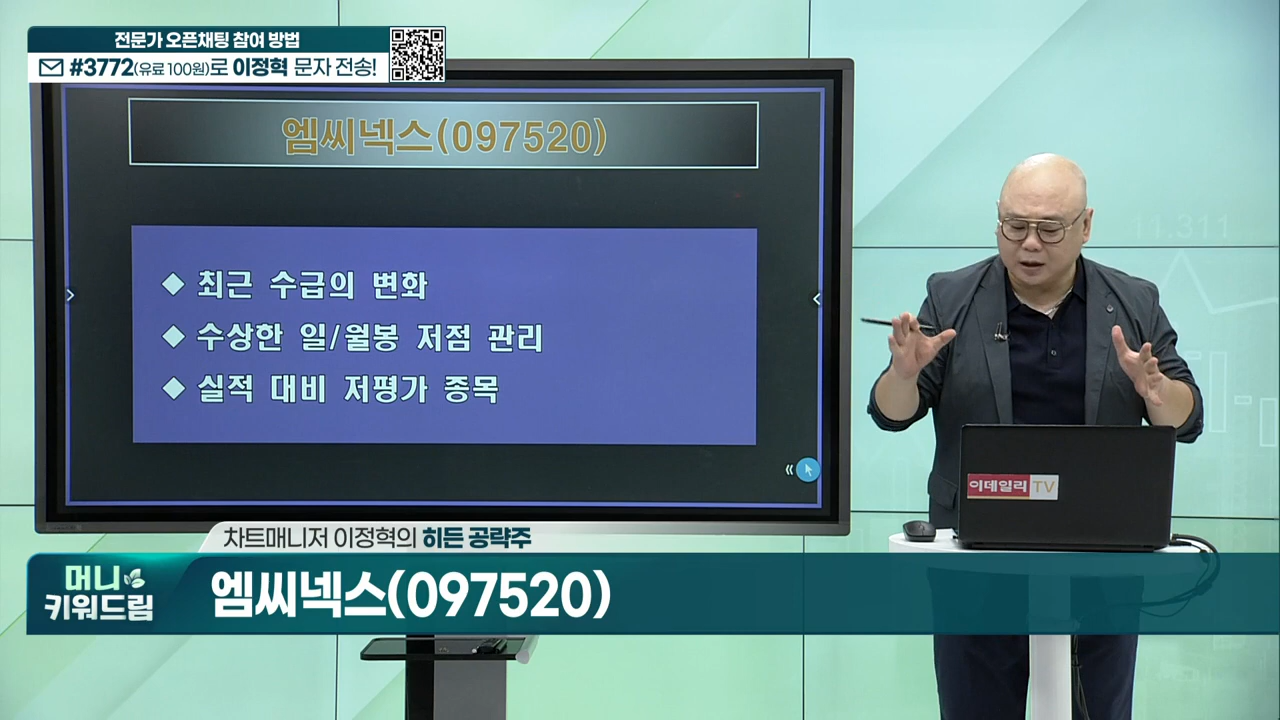 전문가 오픈채팅 참여 방법
#3772(유료 100원)로 이정혁 문자 전송!
엠씨넥스(097520)
◆ 최근 수급의 변화
◆ 수상한 일/월봉 저점 관리
◆ 실적 대비 저평가 종목
11.311
이데일리 TV
차트매니저 이정혁의 히든 공략주
머니
키워드림
엠씨넥스(097520)